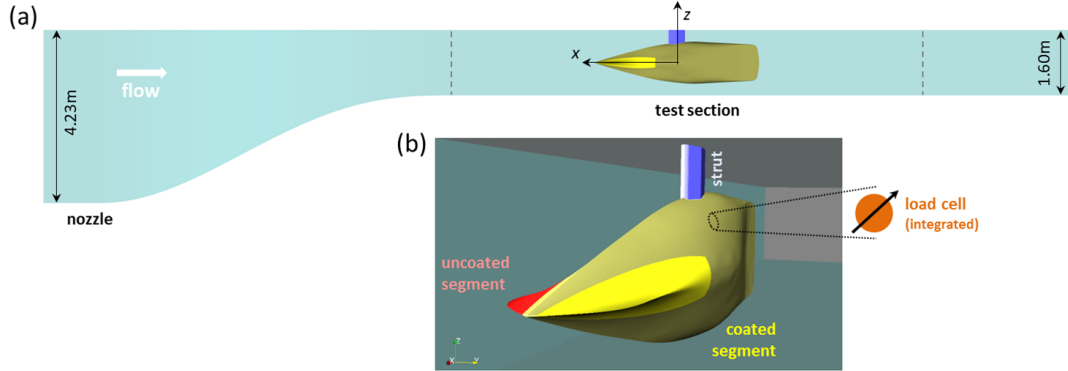 (a)
z
x
flow
4.23m
1.60m
test section
nozzle
(b)
strut
load cell
(integrated)
uncoated
segment
coated
segment
Z
X
Y